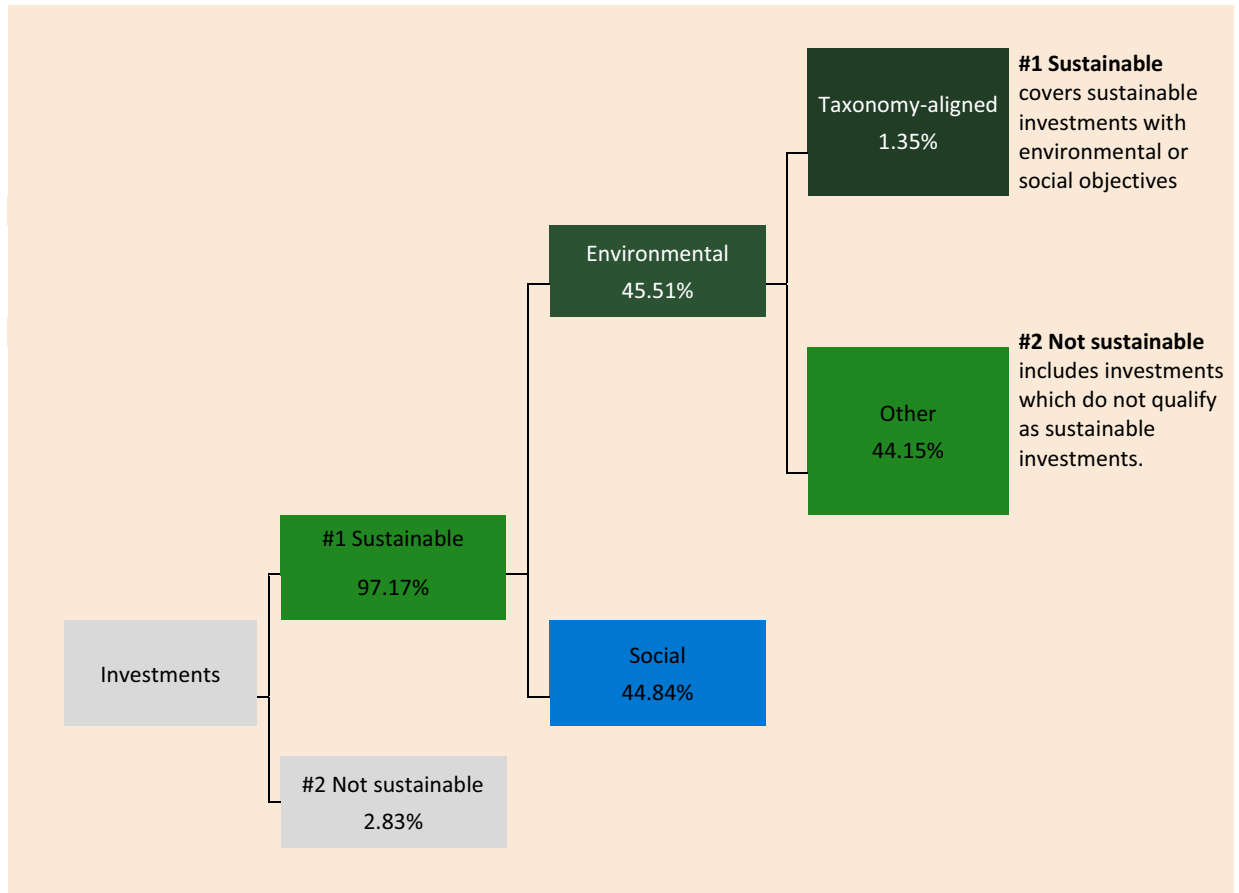 Taxonomy-aligned
1.35%
#1 Sustainable
covers sustainable
investments with
environmental or
social objectives
Environmental
45.51%
#2 Not sustainable
includes investments
which do not qualify
as sustainable
investments.
Other
44.15%
#1 Sustainable
97.17%
Social
44.84%
Investments
#2 Not sustainable
2.83%